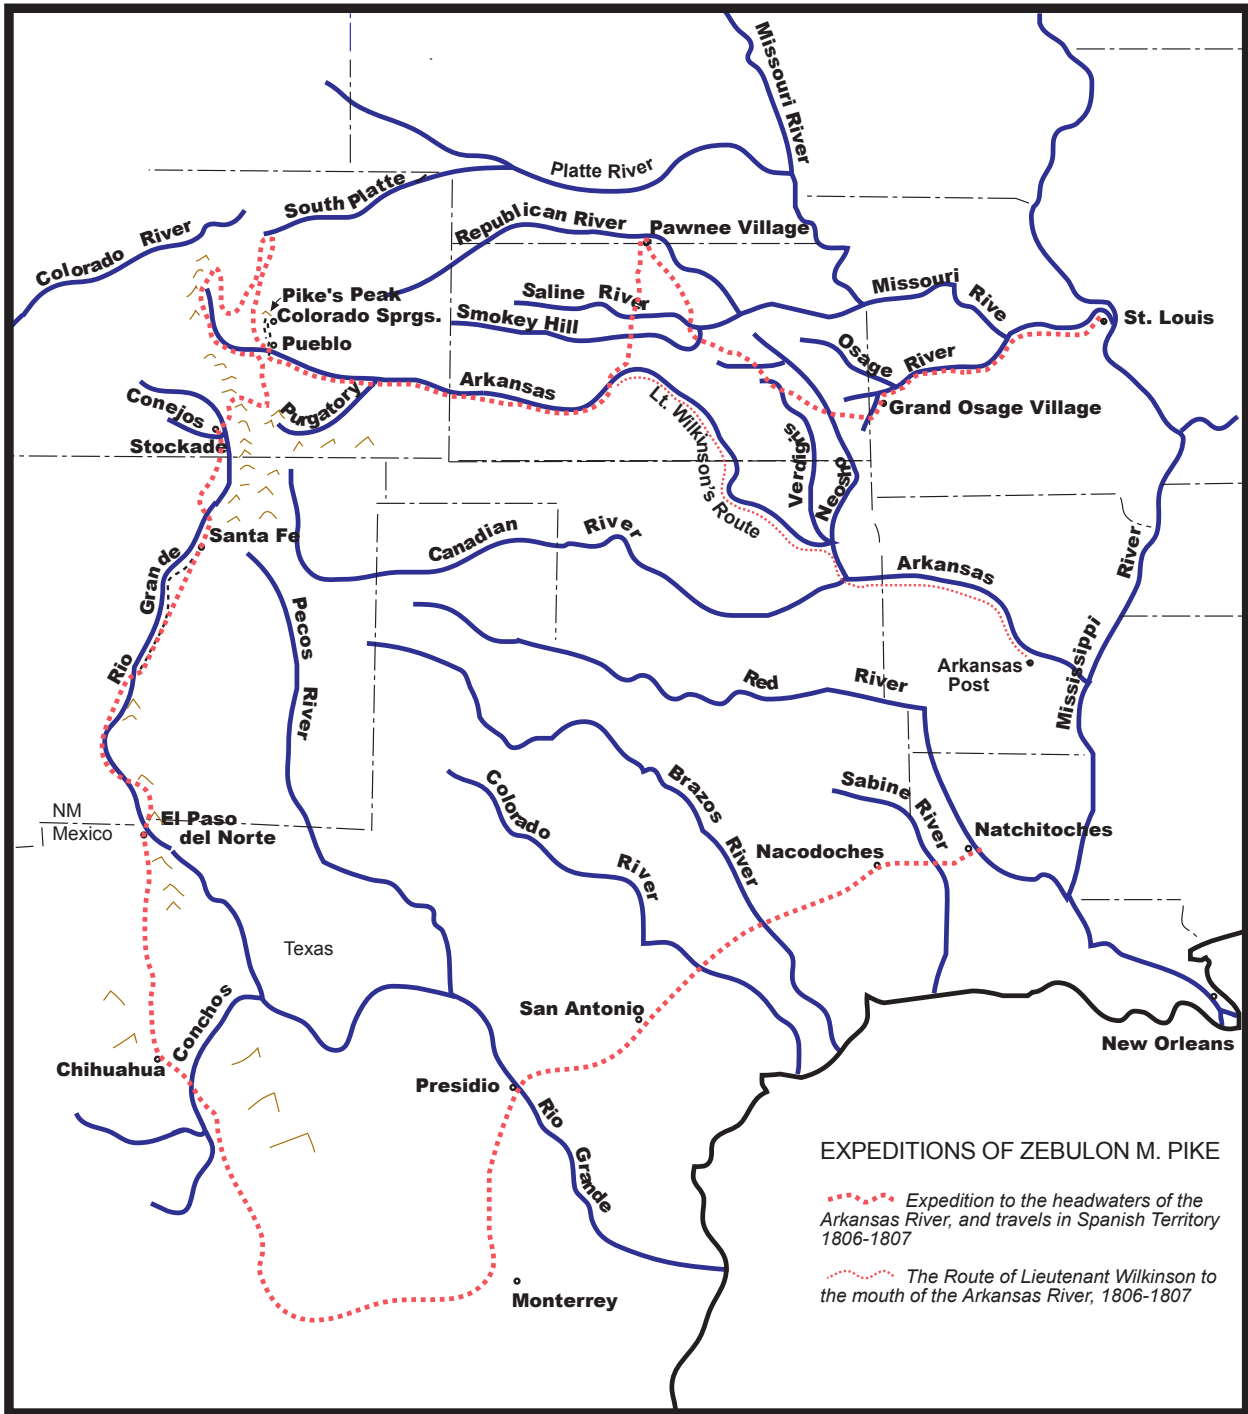 Missouri River
Platte River
South Platte
Republican River
Pawnee Village
Colorado River
Missouri
Rive
Pike's Peak
Colorado Sprgs.
Pueblo
Saline River
Smokey Hill
St. Louis
Osage
River
Arkansas
Grand Osage Village
Purgatory
Conejos
Stockade
Lt. Wilkinson's Route
Verdigus
Neosho
Santa Fe
Canadian River
Arkansas
River
Rio Grande
Pecos River
Arkansas
Post
Mississippi
Red River
Colorado River
Brazos River
Sabine River
NM
Mexico
El Paso
del Norte
Natchitoches
Nacodoches
Texas
Conchos
San Antonio
New Orleans
Chihuahua
Presidio
Rio Grande
Monterrey
EXPEDITIONS OF ZEBULON M. PIKE
Expedition to the headwaters of the
Arkansas River, and travels in Spanish Territory
1806-1807
The Route of Lieutenant Wilkinson to
the mouth of the Arkansas River, 1806-1807